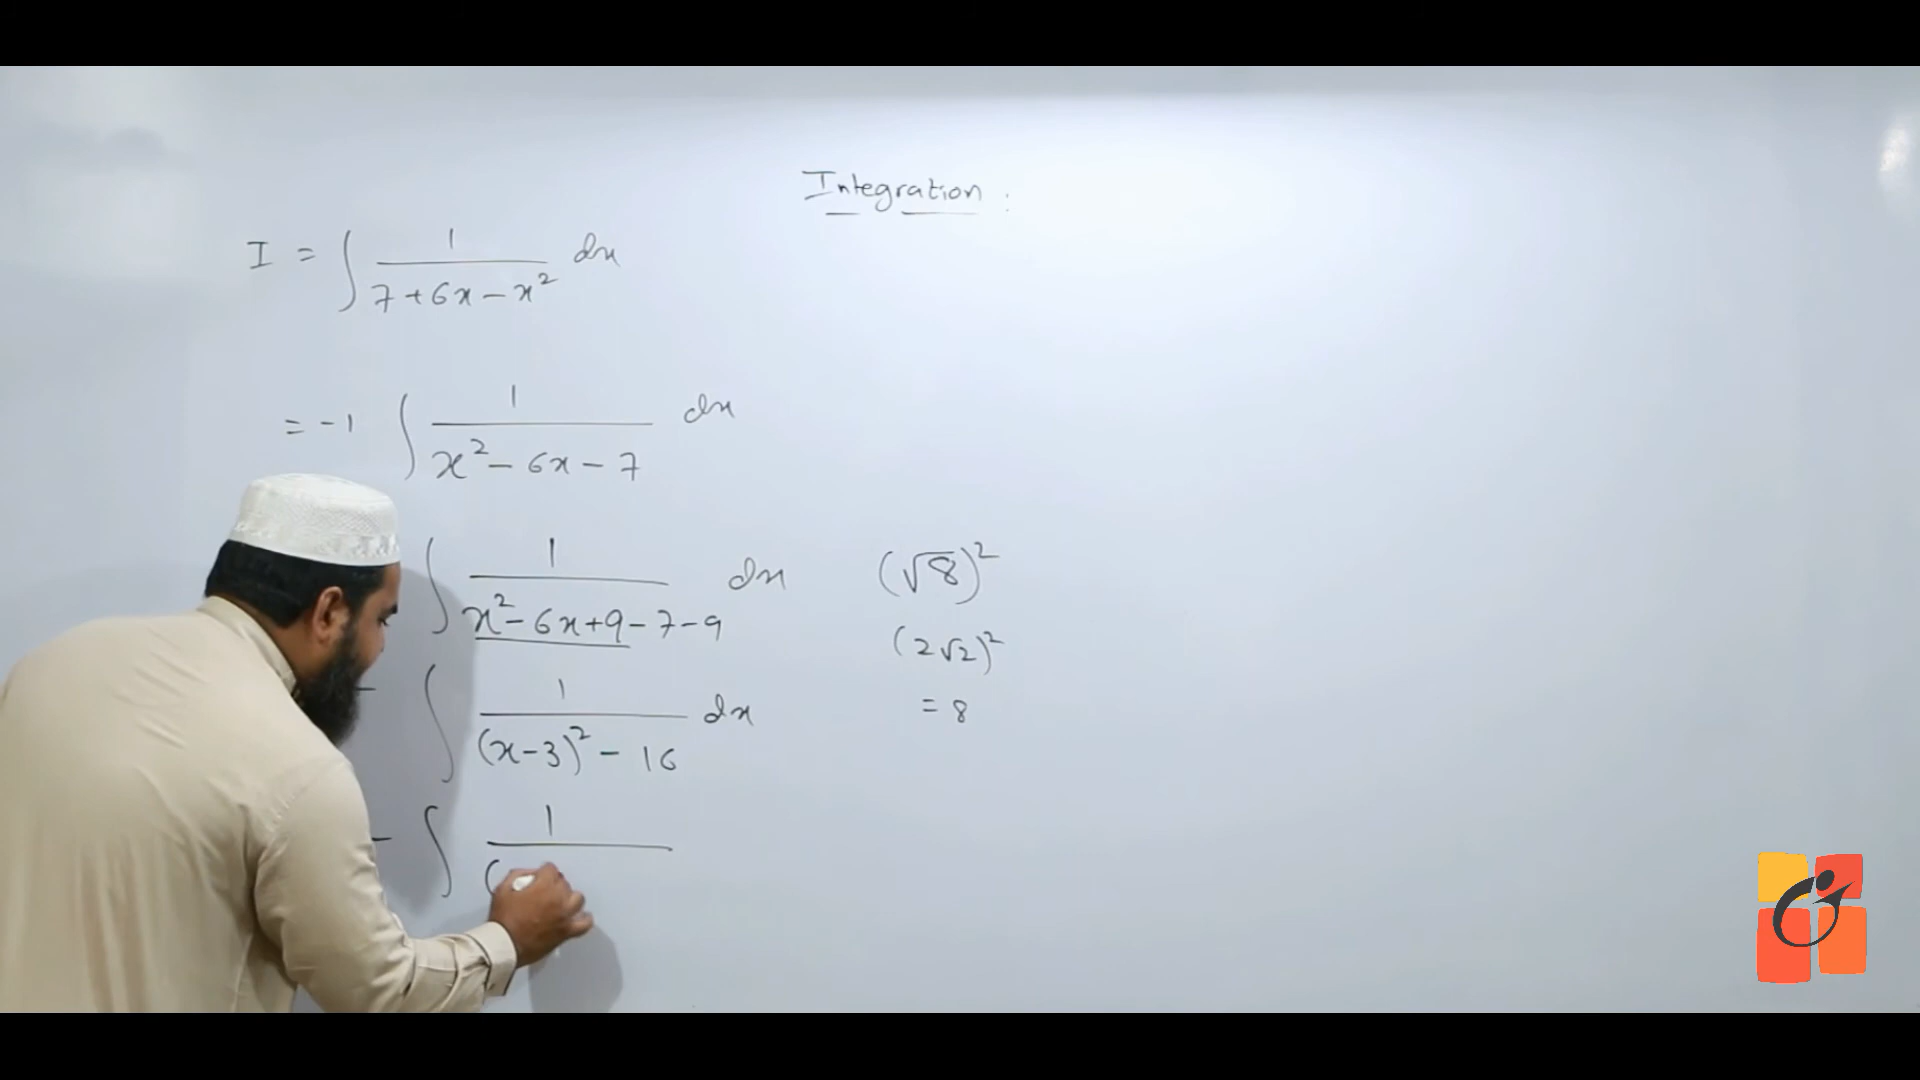 Integration :
I = ∫ 1/(7+6x-x²) dx
= -1 ∫ 1/(x²-6x-7) dx
∫ 1/(x²-6x+9-7-9) dx
- ∫ 1/((x-3)²-16) dx
- ∫ 1/(
(√8)²
(2√2)²
= 8